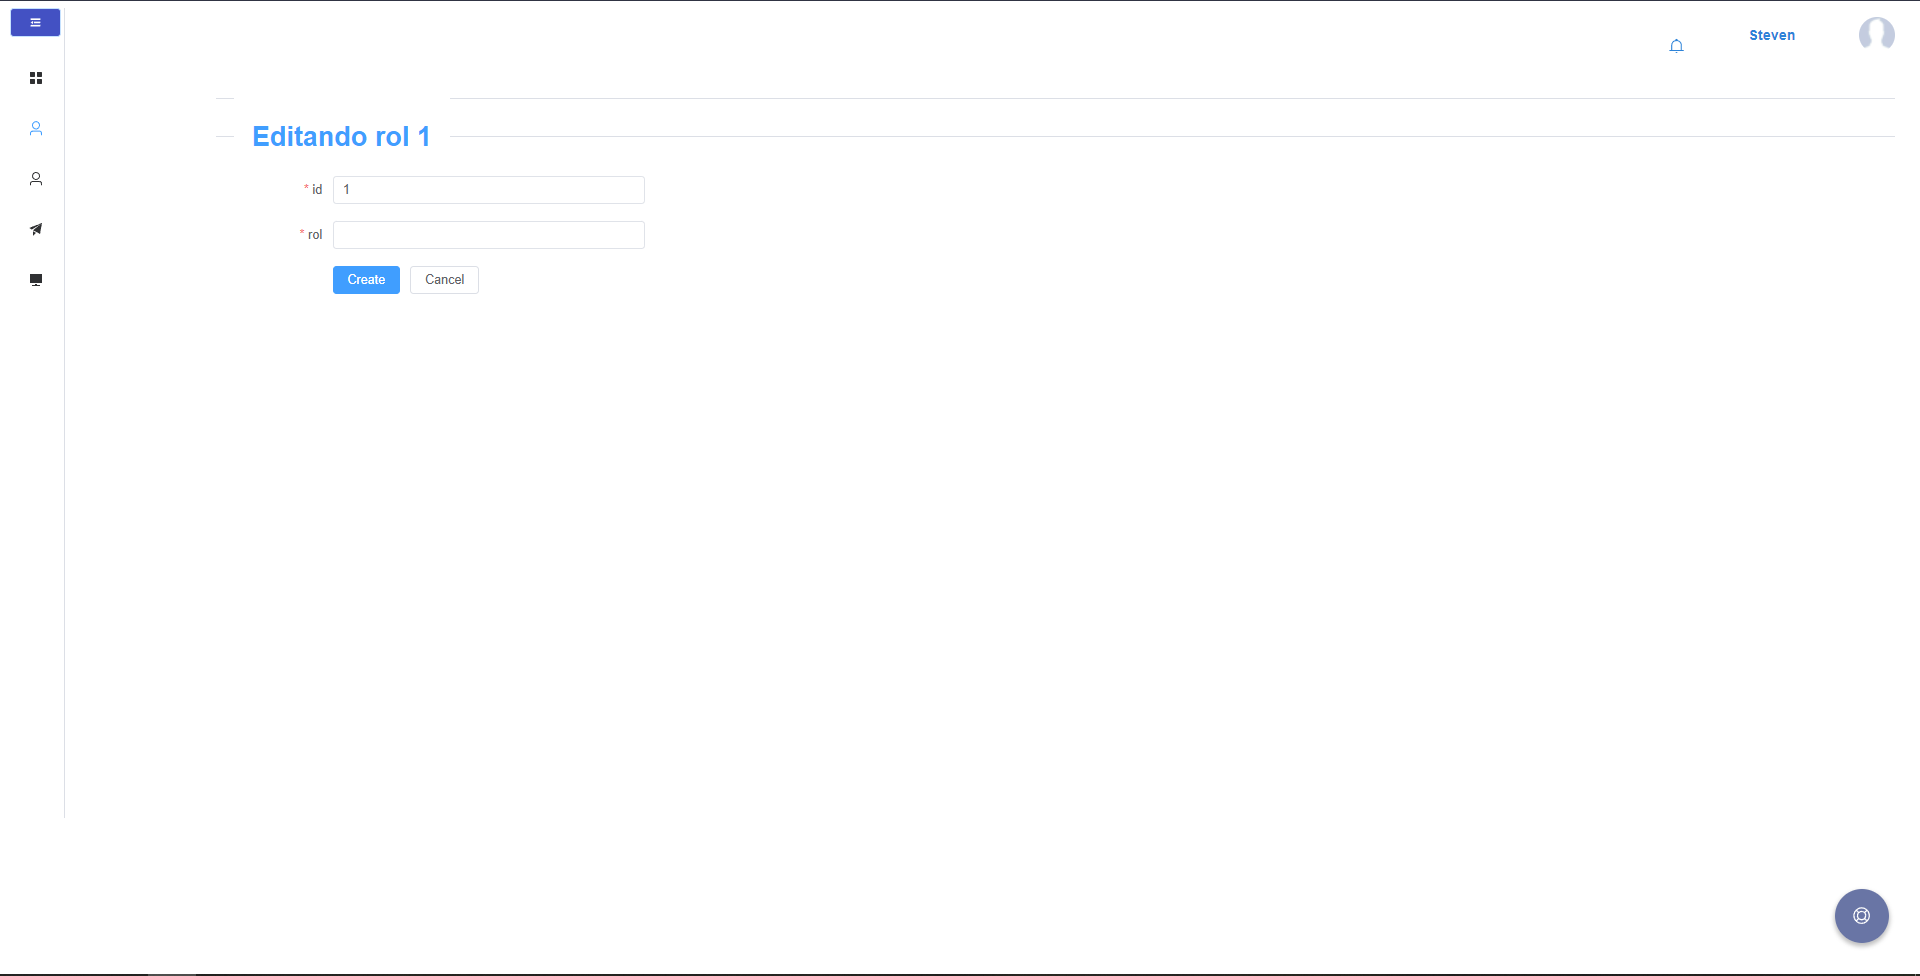 Steven
Editando rol 1
* id 1
* rol
Create Cancel